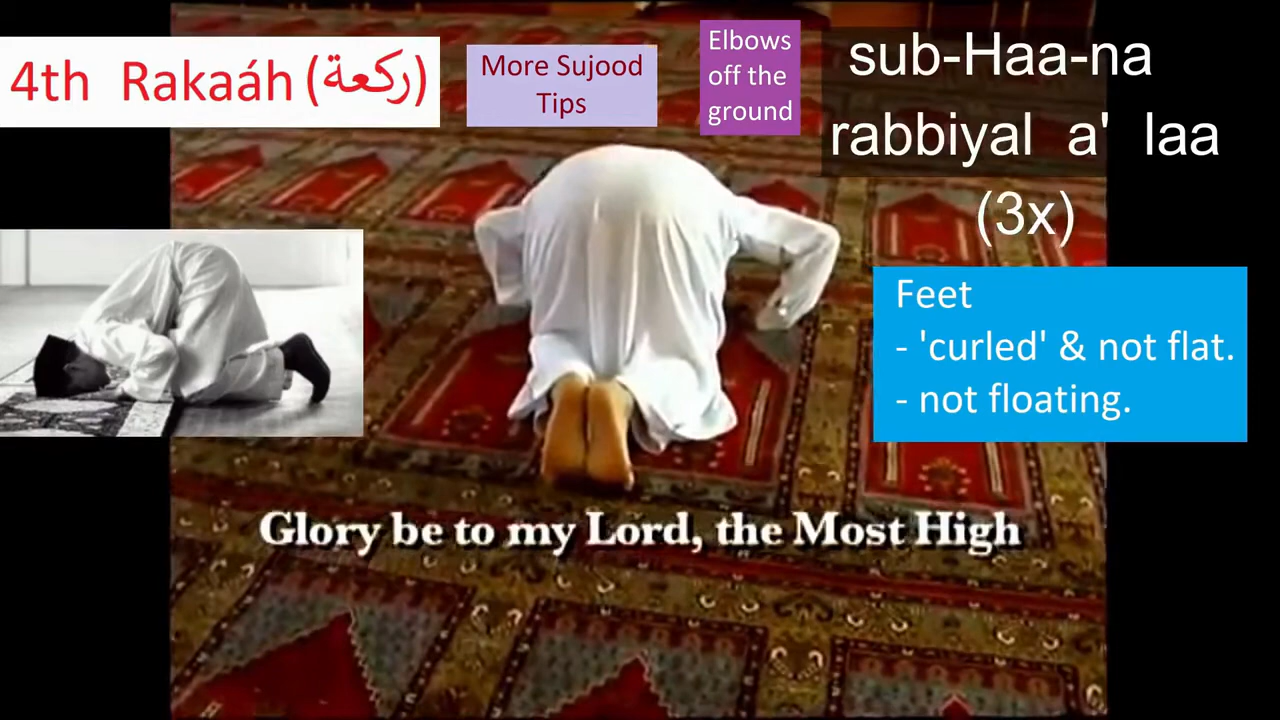 4th Rakaáh (ركعة)
More Sujood
Tips
Elbows
off the
ground
sub-Haa-na
rabbiyal a' laa
(3x)
Feet
- 'curled' & not flat.
- not floating.
Glory be to my Lord, the Most High